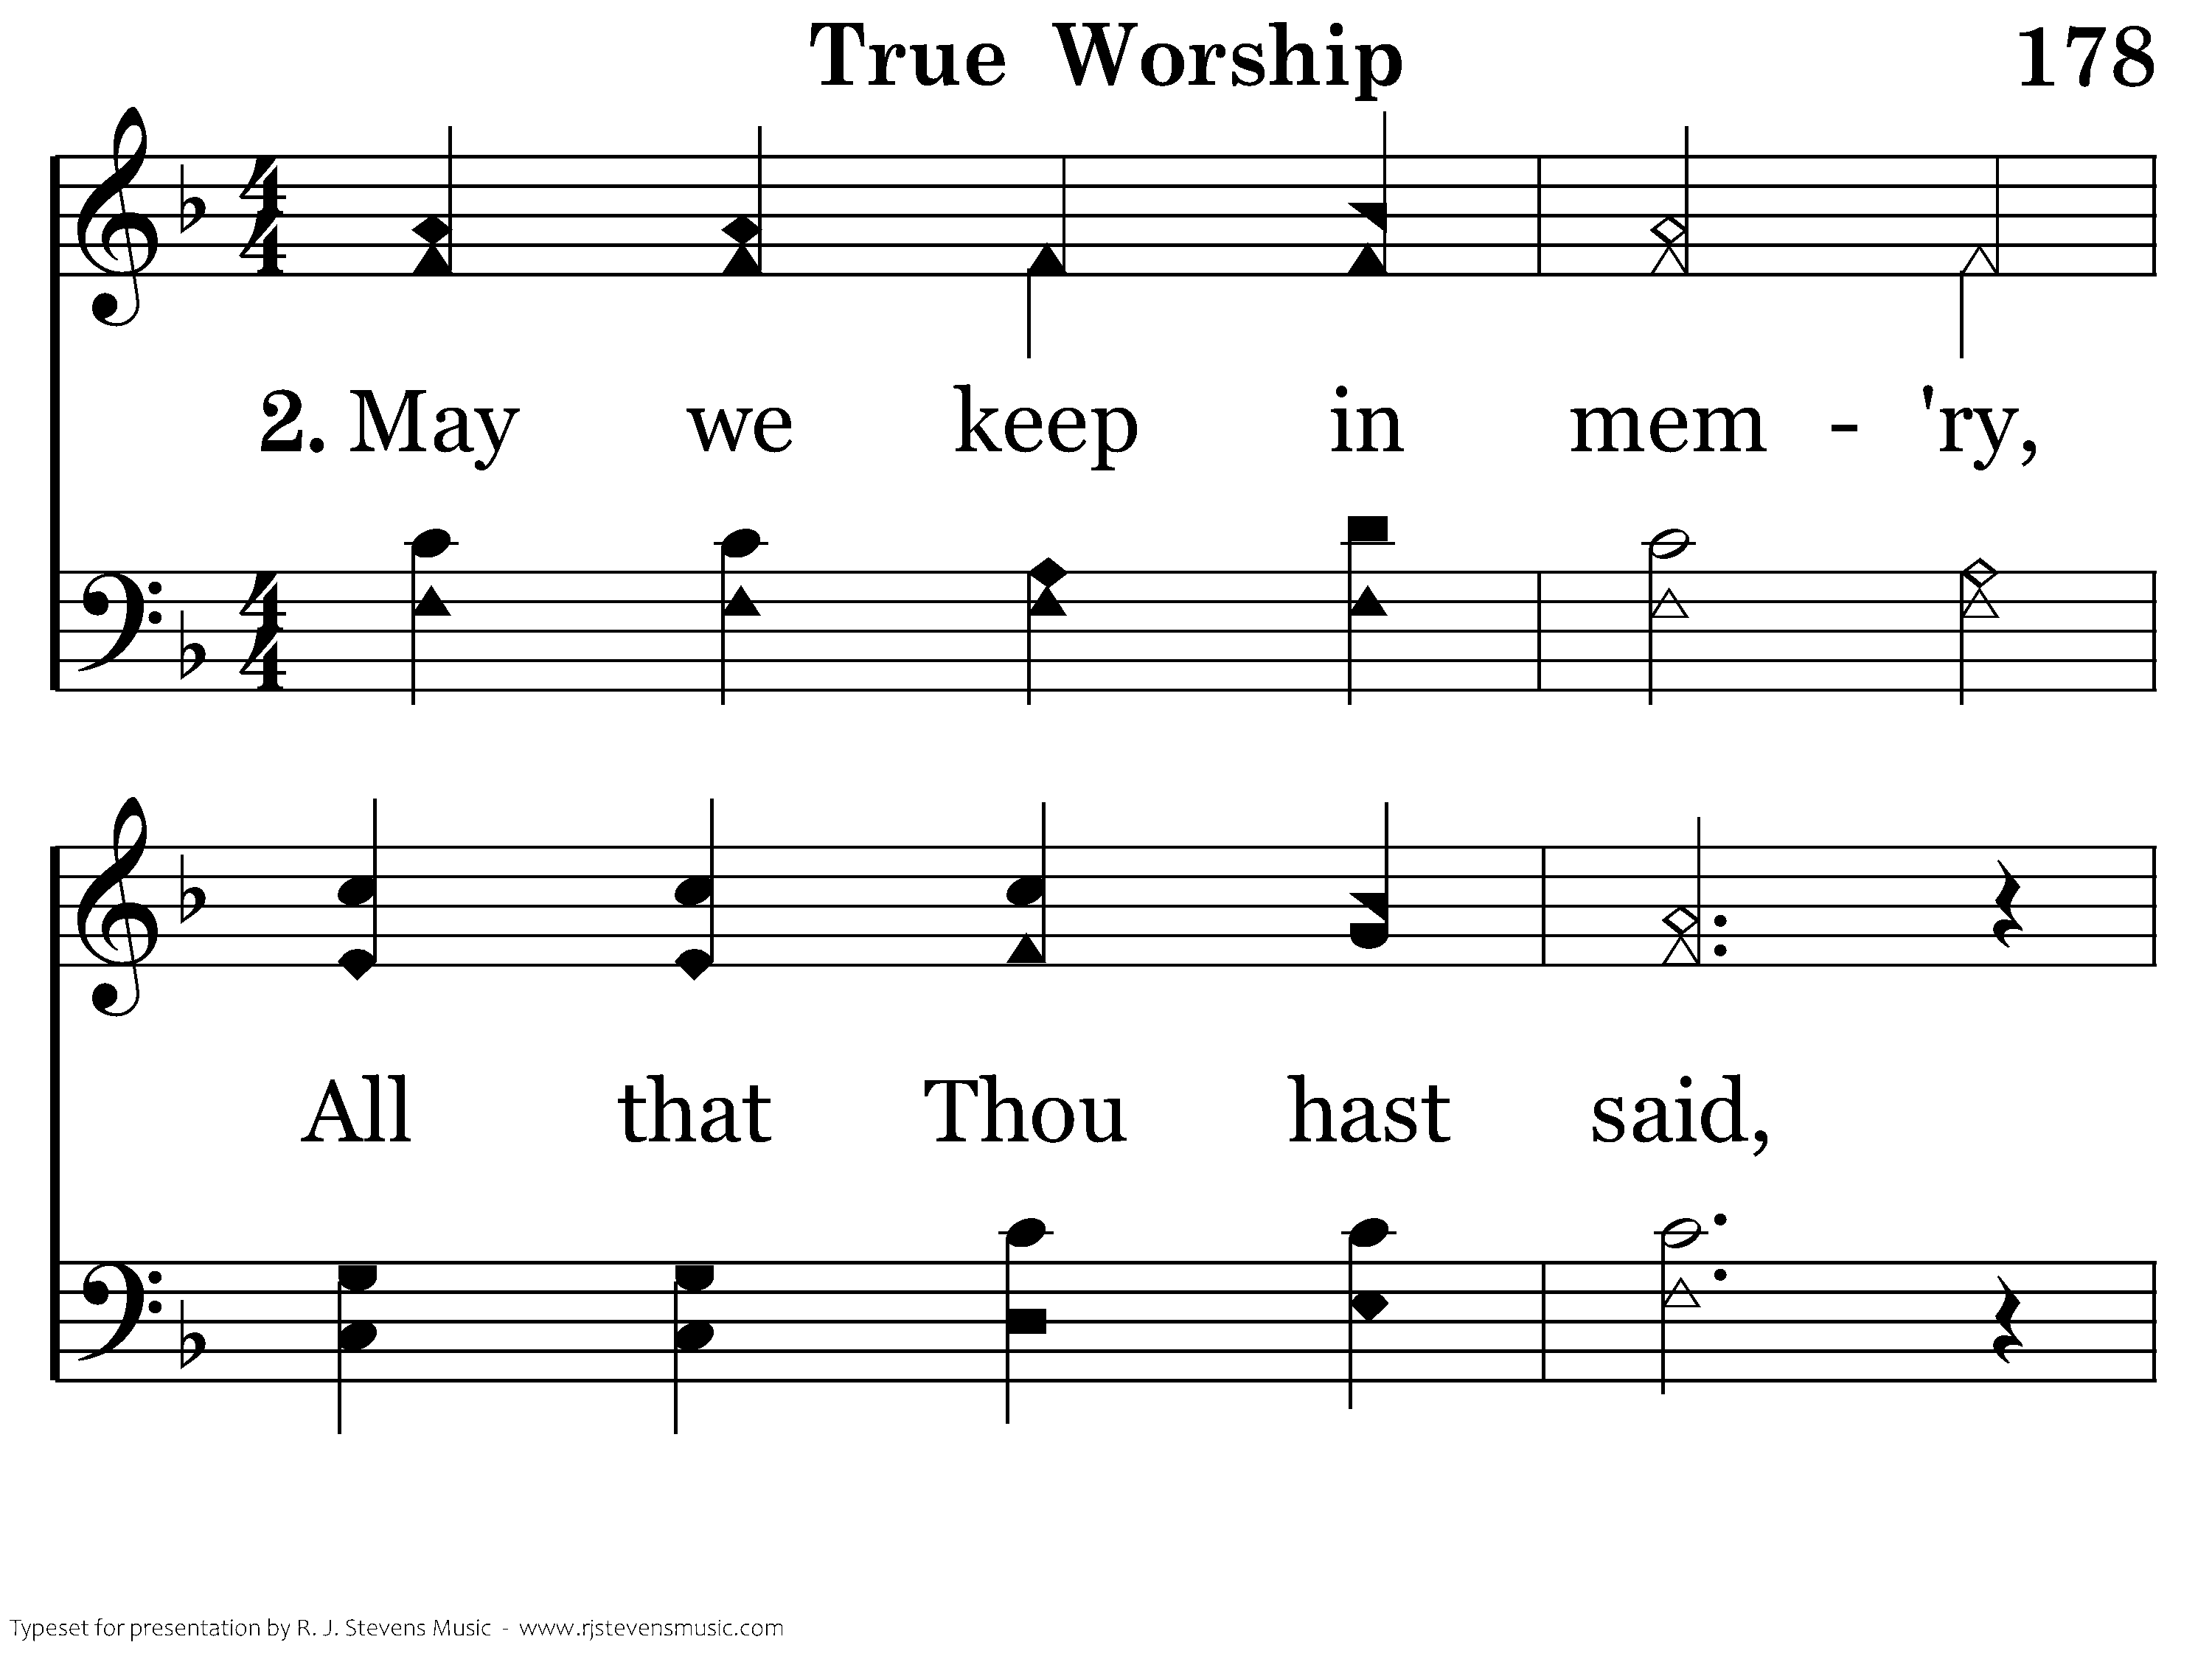 True Worship 178
2. May we keep in mem - 'ry,
All that Thou hast said,
Typeset for presentation by R. J. Stevens Music - www.rjstevensmusic.com